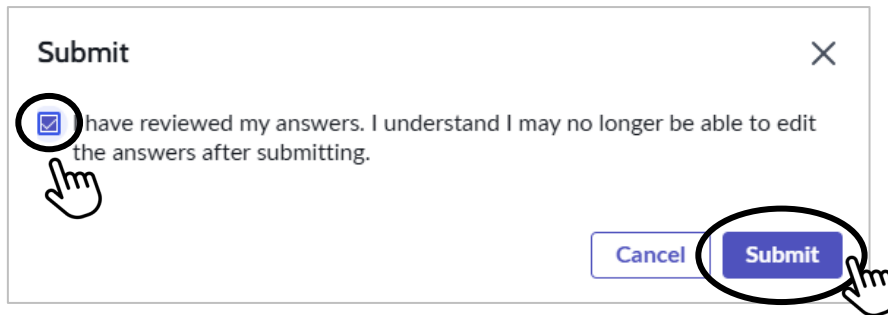 Submit
I have reviewed my answers. I understand I may no longer be able to edit
the answers after submitting.
Cancel
Submit